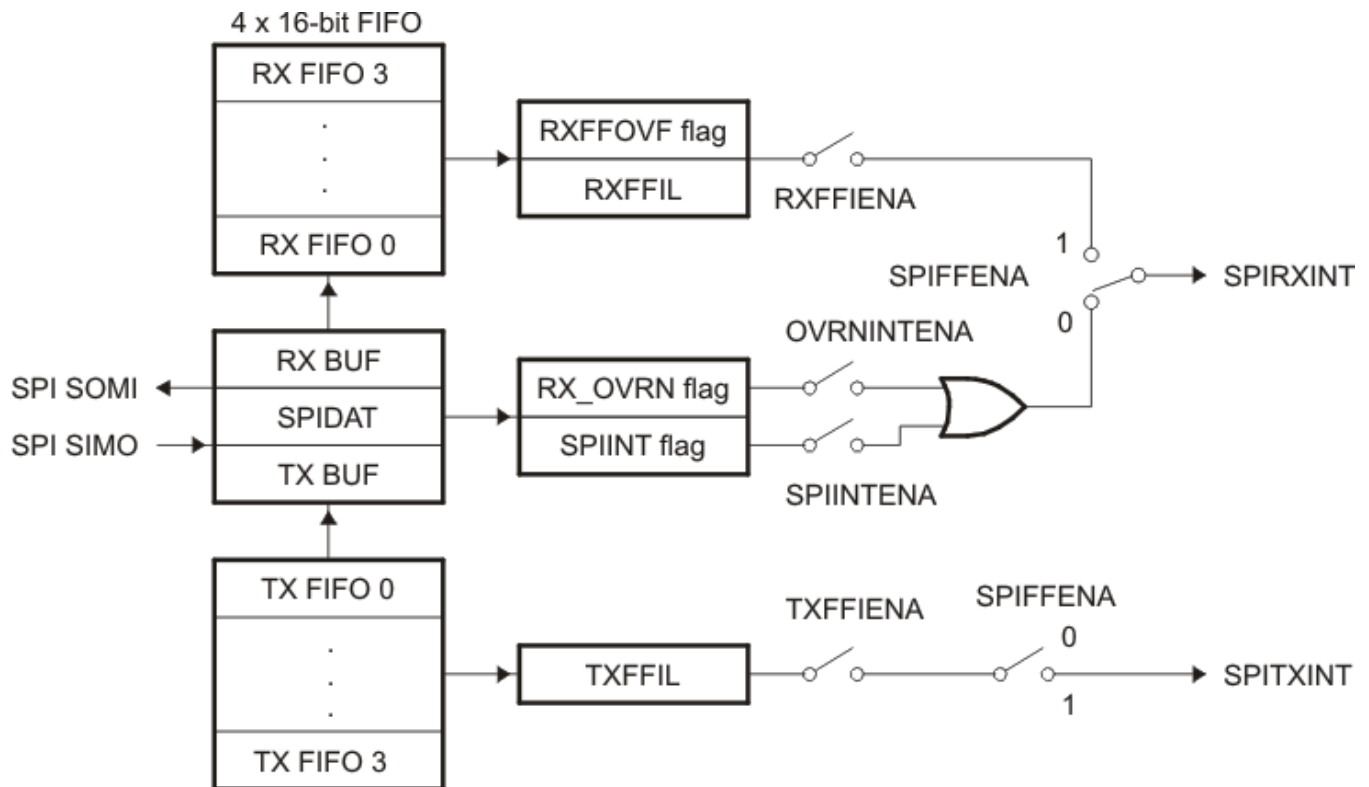 4 x 16-bit FIFO
RX FIFO 3
.
.
.
RX FIFO 0
RXFFOVF flag
RXFFIL
RXFFIENA
1
SPIFFENA
0
SPIRXINT
RX BUF
SPIDAT
TX BUF
SPI SOMI
SPI SIMO
RX_OVRN flag
SPIINT flag
OVRNINTENA
SPIINTENA
TX FIFO 0
.
.
.
TX FIFO 3
TXFFIL
TXFFIENA
SPIFFENA
0
1
SPITXINT